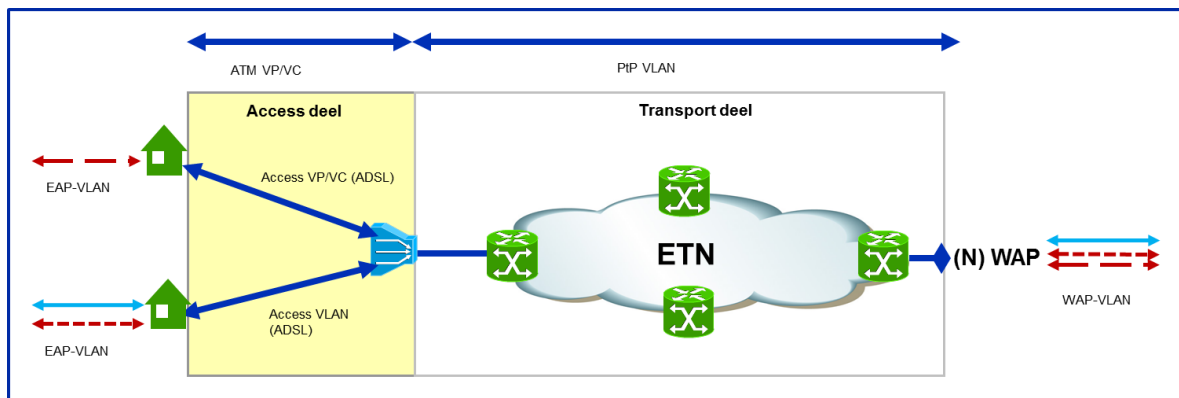 ATM VP/VC
PtP VLAN
Access deel
Transport deel
EAP-VLAN
Access VP/VC (ADSL)
ETN
(N) WAP
WAP-VLAN
Access VLAN
(ADSL)
EAP-VLAN